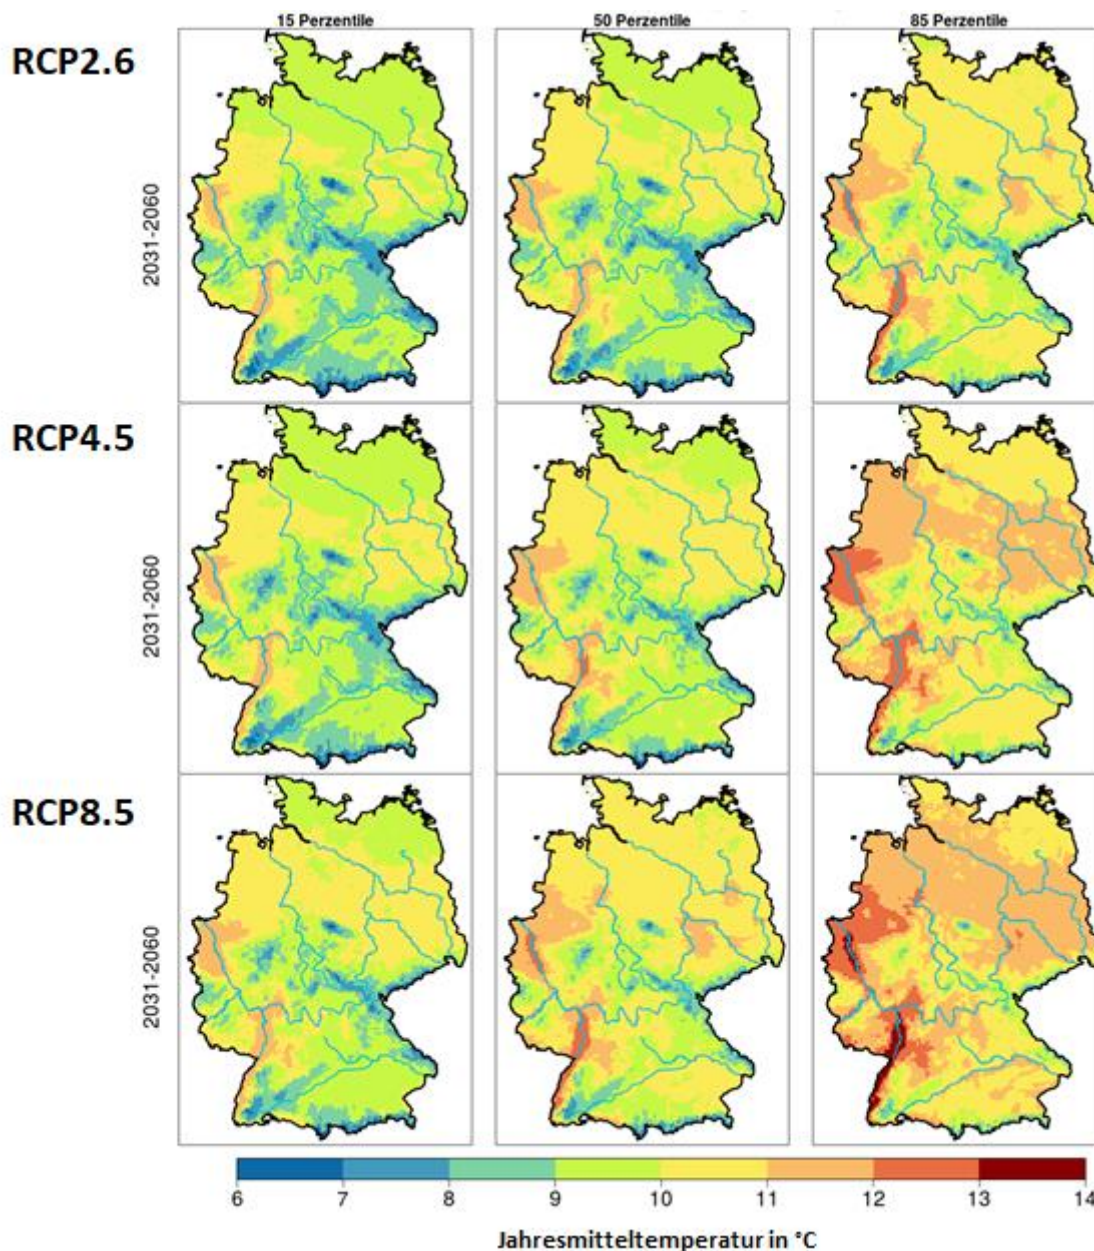 15 Perzentile 50 Perzentile 85 Perzentile
RCP2.6
2031-2060
RCP4.5
2031-2060
RCP8.5
2031-2060
6 7 8 9 10 11 12 13 14
Jahresmitteltemperatur in °C